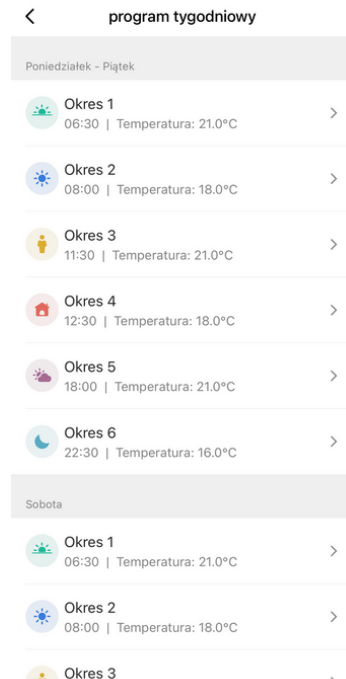 program tygodniowy
Poniedziałek - Piątek
Okres 1
06:30 | Temperatura: 21.0°C
Okres 2
08:00 | Temperatura: 18.0°C
Okres 3
11:30 | Temperatura: 21.0°C
Okres 4
12:30 | Temperatura: 18.0°C
Okres 5
18:00 | Temperatura: 21.0°C
Okres 6
22:30 | Temperatura: 16.0°C
Sobota
Okres 1
06:30 | Temperatura: 21.0°C
Okres 2
08:00 | Temperatura: 18.0°C
Okres 3